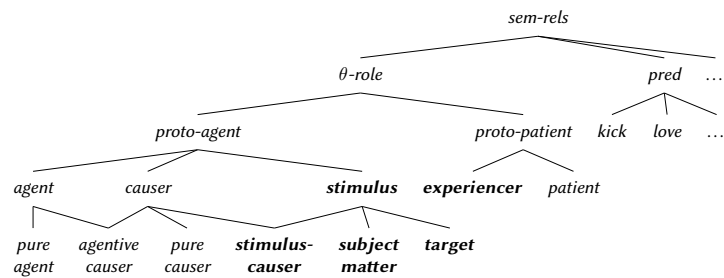 sem-rels
θ-role pred …
proto-agent proto-patient kick love …
agent causer stimulus experiencer patient
pure agentive pure stimulus- subject target
agent causer causer causer matter